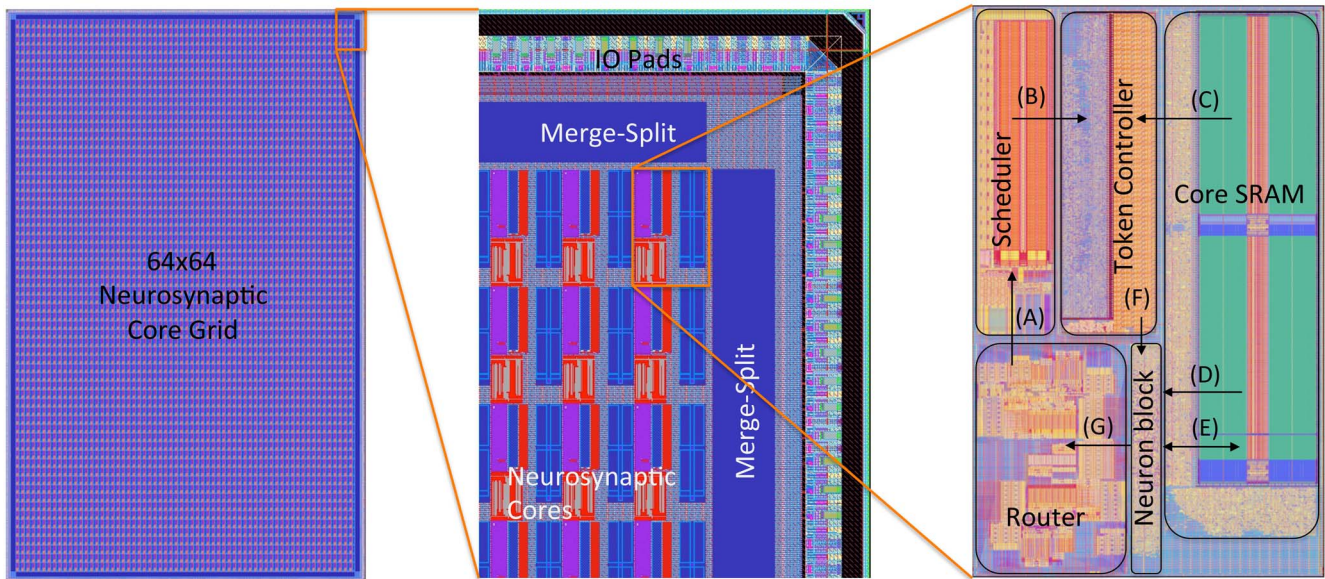 64x64
Neurosynaptic
Core Grid
IO Pads
Merge-Split
Merge-Split
Neurosynaptic
Cores
(B)
(C)
Scheduler
Token Controller
Core SRAM
(A)
(F)
(D)
(E)
(G)
Neuron block
Router